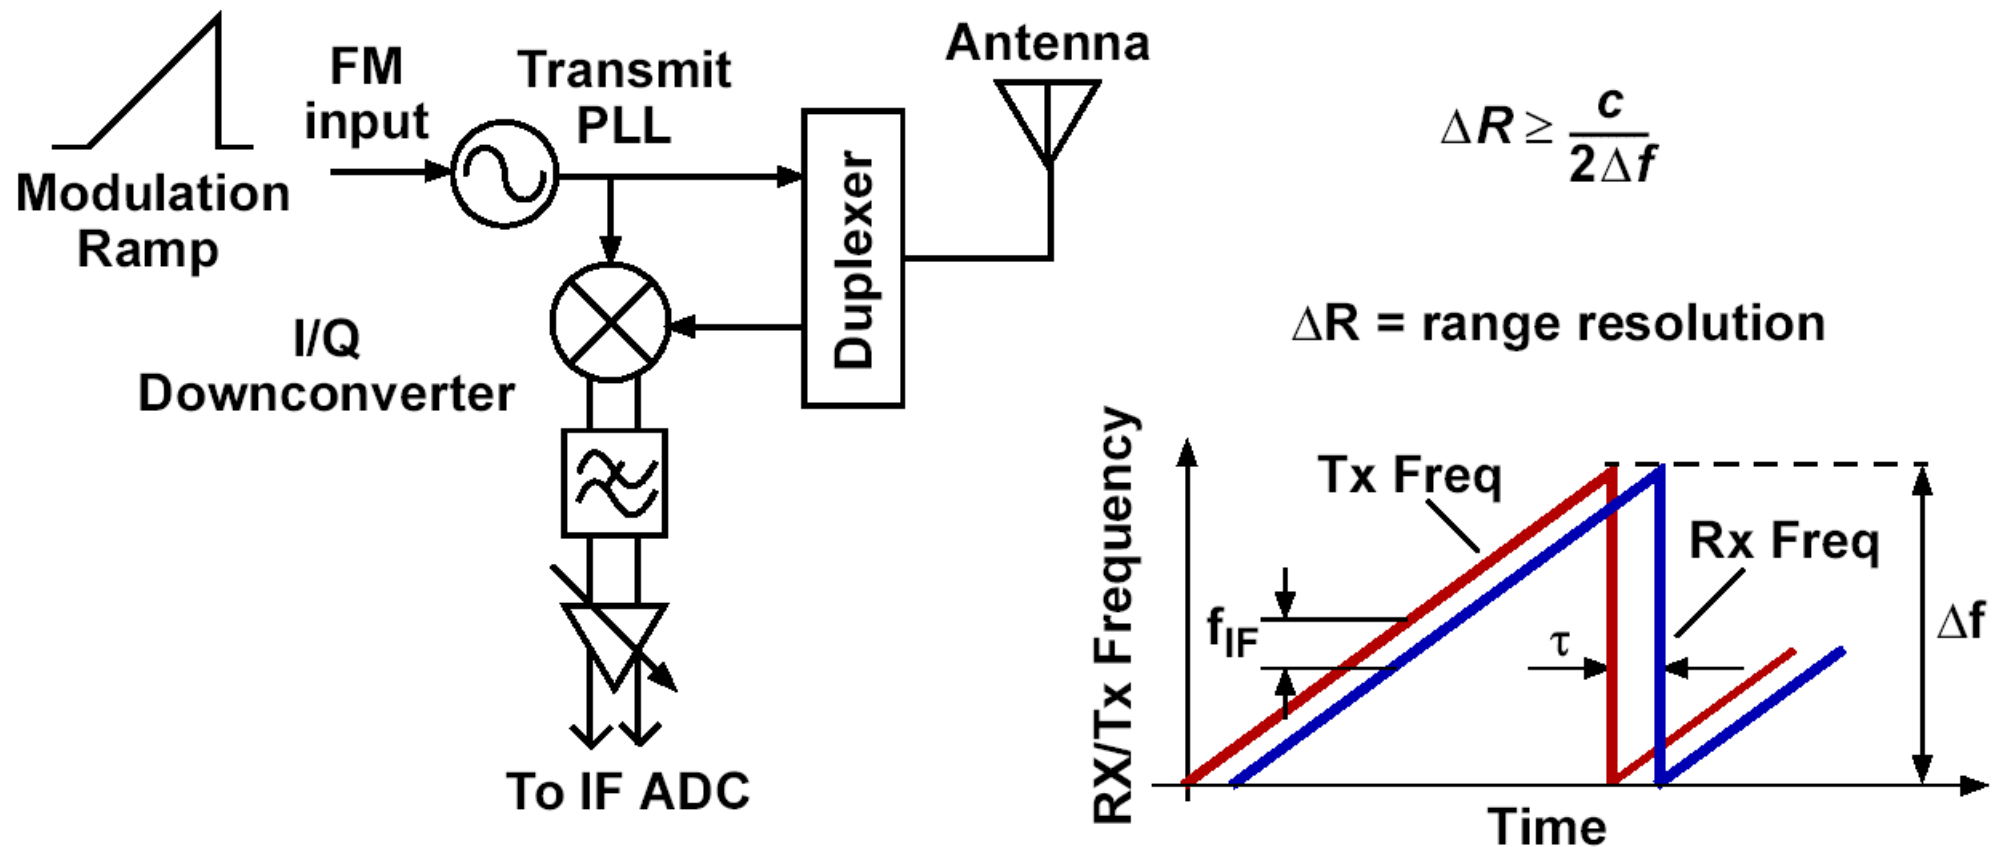 Modulation
Ramp
FM
input
Transmit
PLL
Antenna
Duplexer
I/Q
Downconverter
To IF ADC
ΔR ≥ c
2Δf
ΔR = range resolution
RX/Tx Frequency
Tx Freq
Rx Freq
f_IF
τ
Δf
Time